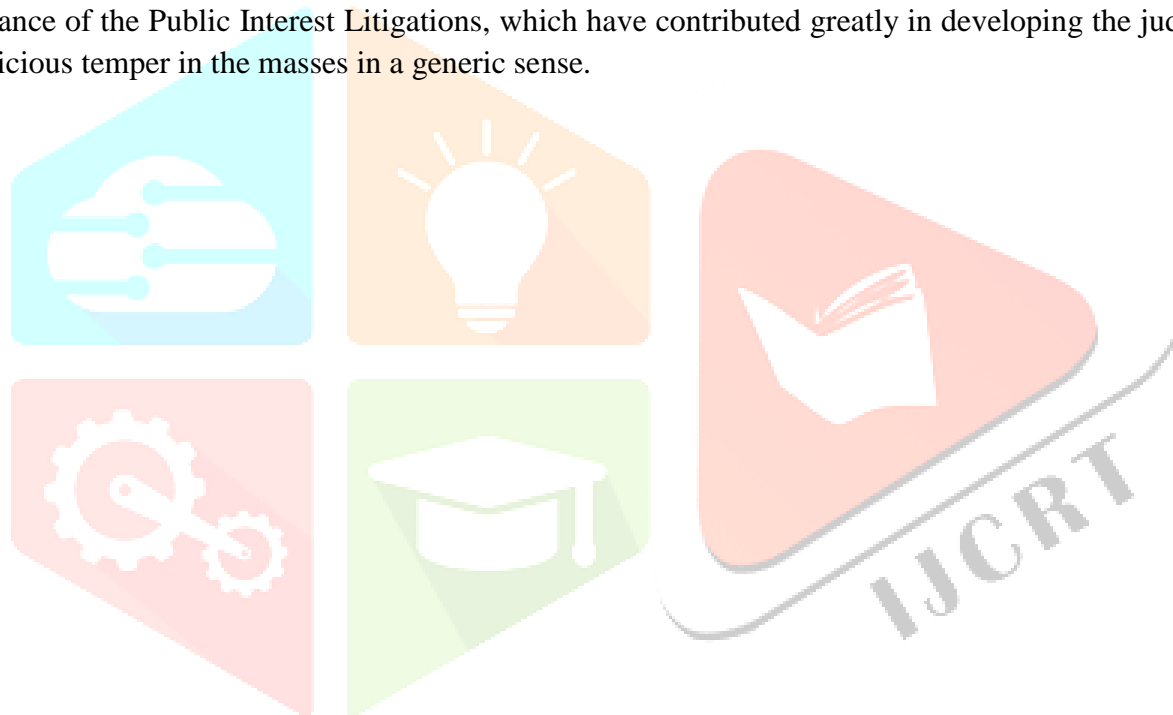 ance of the Public Interest Litigations, which have contributed greatly in developing the
icious temper in the masses in a generic sense.
IJCRT